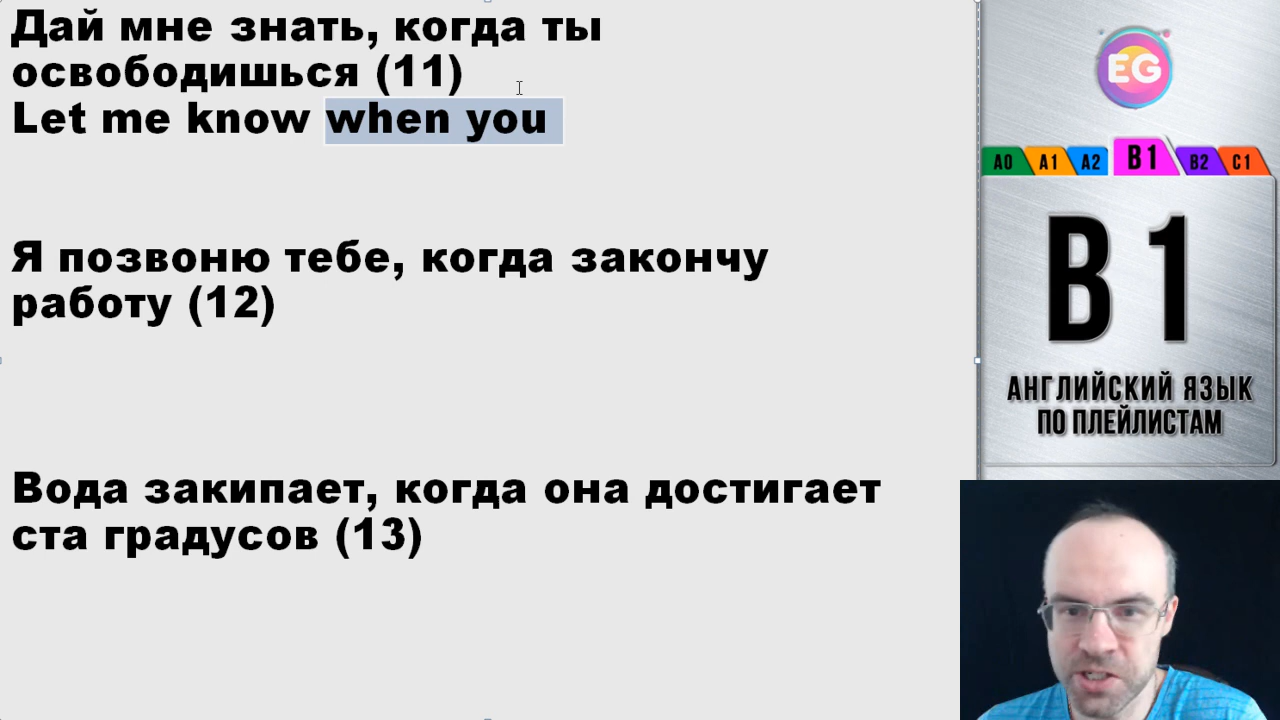 Дай мне знать, когда ты
освободишься (11)
Let me know when you
Я позвоню тебе, когда закончу
работу (12)
Вода закипает, когда она достигает
ста градусов (13)
EG
A0 A1 A2 B1 B2 C1
B1
АНГЛИЙСКИЙ ЯЗЫК
ПО ПЛЕЙЛИСТАМ